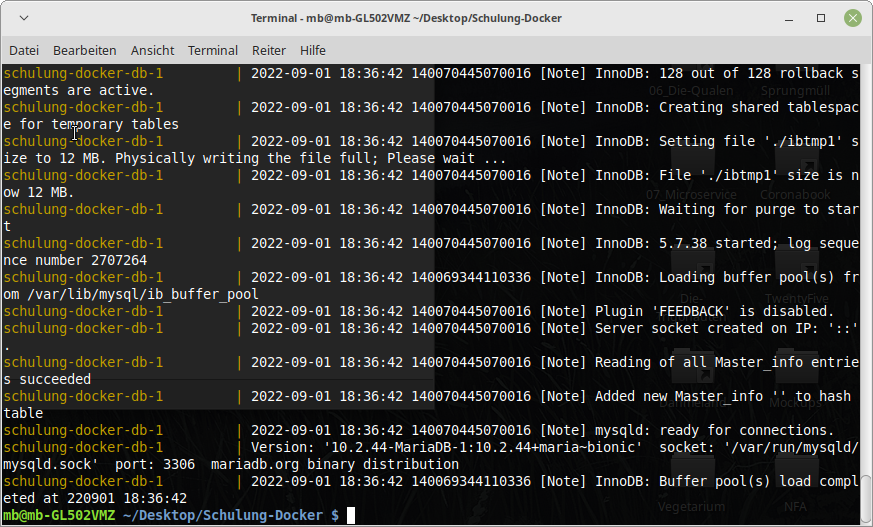 Terminal - mb@mb-GL502VMZ ~/Desktop/Schulung-Docker
Datei Bearbeiten Ansicht Terminal Reiter Hilfe
schulung-docker-db-1         | 2022-09-01 18:36:42 140070445070016 [Note] InnoDB: 128 out of 128 rollback s
egments are active.
schulung-docker-db-1         | 2022-09-01 18:36:42 140070445070016 [Note] InnoDB: Creating shared tablespac
e for temporary tables
schulung-docker-db-1         | 2022-09-01 18:36:42 140070445070016 [Note] InnoDB: Setting file './ibtmp1' s
ize to 12 MB. Physically writing the file full; Please wait ...
schulung-docker-db-1         | 2022-09-01 18:36:42 140070445070016 [Note] InnoDB: File './ibtmp1' size is n
ow 12 MB.
schulung-docker-db-1         | 2022-09-01 18:36:42 140070445070016 [Note] InnoDB: Waiting for purge to star
t
schulung-docker-db-1         | 2022-09-01 18:36:42 140070445070016 [Note] InnoDB: 5.7.38 started; log seque
nce number 2707264
schulung-docker-db-1         | 2022-09-01 18:36:42 140069344110336 [Note] InnoDB: Loading buffer pool(s) fr
om /var/lib/mysql/ib_buffer_pool
schulung-docker-db-1         | 2022-09-01 18:36:42 140070445070016 [Note] Plugin 'FEEDBACK' is disabled.
schulung-docker-db-1         | 2022-09-01 18:36:42 140070445070016 [Note] Server socket created on IP: '::'
.
schulung-docker-db-1         | 2022-09-01 18:36:42 140070445070016 [Note] Reading of all Master_info entrie
s succeeded
schulung-docker-db-1         | 2022-09-01 18:36:42 140070445070016 [Note] Added new Master_info '' to hash
table
schulung-docker-db-1         | 2022-09-01 18:36:42 140070445070016 [Note] mysqld: ready for connections.
schulung-docker-db-1         | Version: '10.2.44-MariaDB-1:10.2.44+maria~bionic'  socket: '/var/run/mysqld/
mysqld.sock'  port: 3306  mariadb.org binary distribution
schulung-docker-db-1         | 2022-09-01 18:36:42 140069344110336 [Note] InnoDB: Buffer pool(s) load compl
eted at 220901 18:36:42
mb@mb-GL502VMZ ~/Desktop/Schulung-Docker $
06_Die-Qualen
Sprungmüll
07_Microservice
Coronabook
TwentyFive
Mockups
Vegetarium
NFA